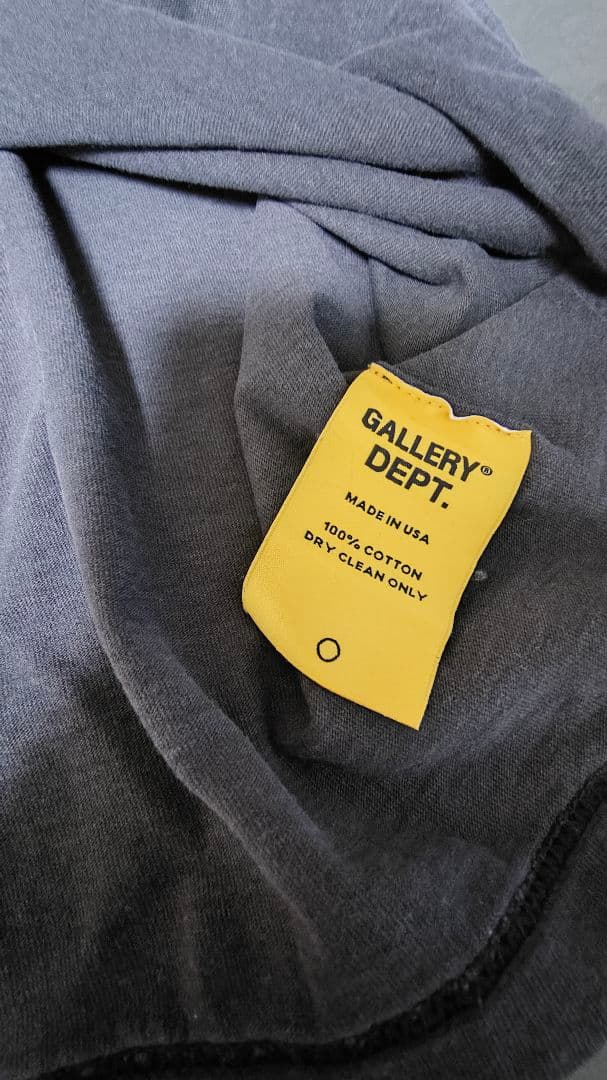 GALLERY®
DEPT.
MADE IN USA
100% COTTON
DRY CLEAN ONLY